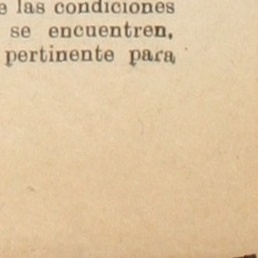 las condiciones
se encuentren,
pertinente para